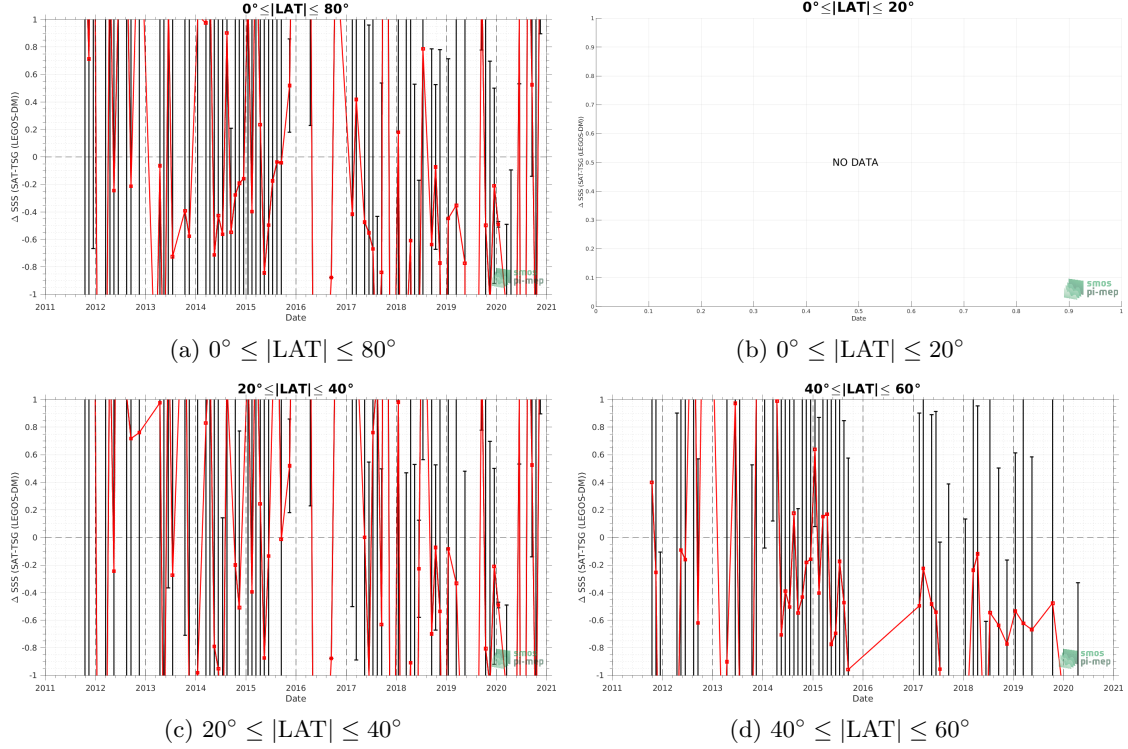 0°≤|LAT|≤ 80°
Δ SSS (SAT-TSG (LEGOS-DM))
1
0.8
0.6
0.4
0.2
0
-0.2
-0.4
-0.6
-0.8
-1
2011 2012 2013 2014 2015 2016 2017 2018 2019 2020 2021
Date
smos
pi-mep
(a) 0° ≤ |LAT| ≤ 80°
0°≤|LAT|≤ 20°
Δ SSS (SAT-TSG (LEGOS-DM))
1
0.9
0.8
0.7
0.6
0.5
0.4
0.3
0.2
0.1
0
NO DATA
0 0.1 0.2 0.3 0.4 0.5 0.6 0.7 0.8 0.9 1
Date
smos
pi-mep
(b) 0° ≤ |LAT| ≤ 20°
20°≤|LAT|≤ 40°
Δ SSS (SAT-TSG (LEGOS-DM))
1
0.8
0.6
0.4
0.2
0
-0.2
-0.4
-0.6
-0.8
-1
2011 2012 2013 2014 2015 2016 2017 2018 2019 2020 2021
Date
smos
pi-mep
(c) 20° ≤ |LAT| ≤ 40°
40°≤|LAT|≤ 60°
Δ SSS (SAT-TSG (LEGOS-DM))
1
0.8
0.6
0.4
0.2
0
-0.2
-0.4
-0.6
-0.8
-1
2011 2012 2013 2014 2015 2016 2017 2018 2019 2020 2021
Date
smos
pi-mep
(d) 40° ≤ |LAT| ≤ 60°